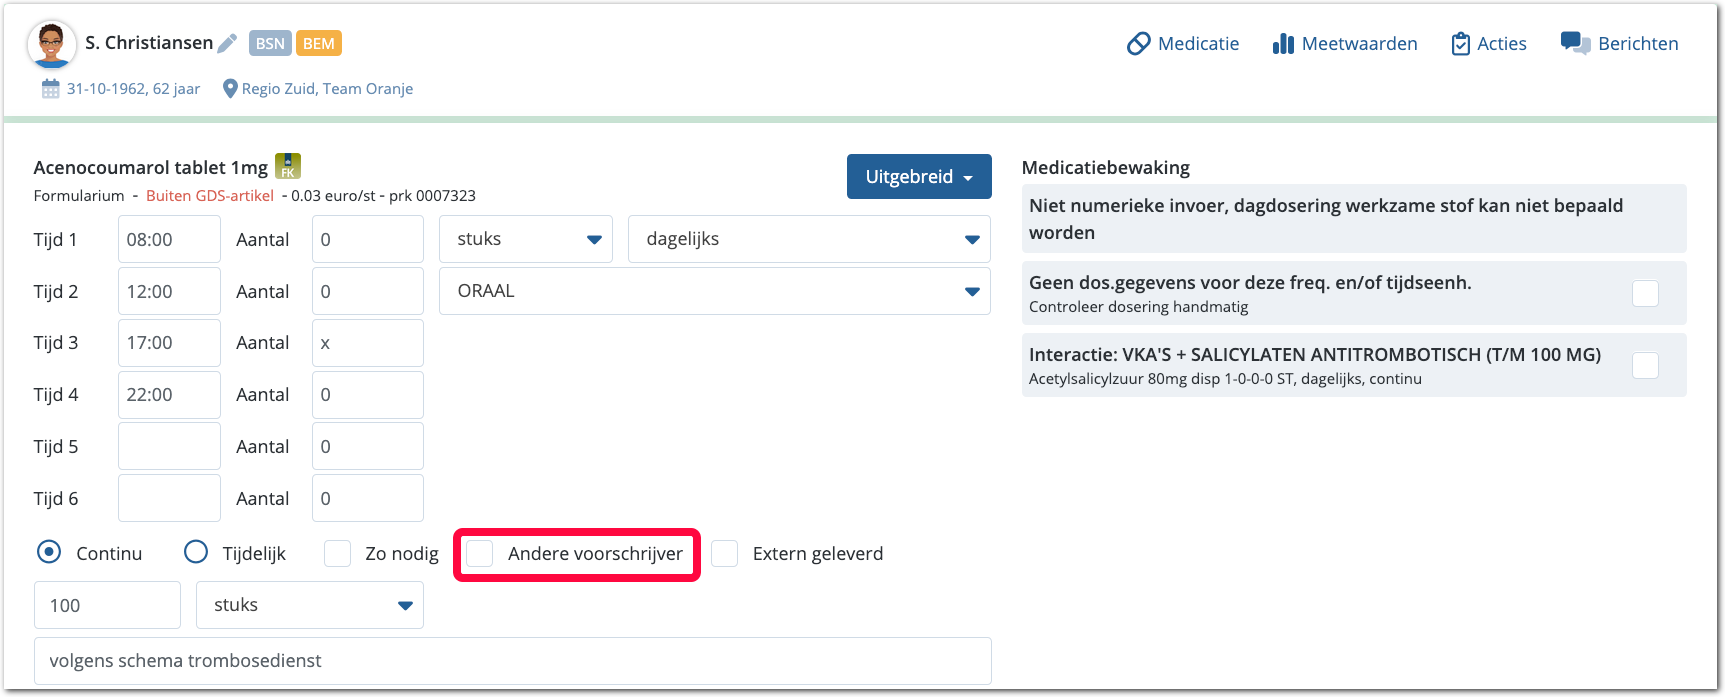 S. Christiansen BSN BEM
Medicatie Meetwaarden Acties Berichten
31-10-1962, 62 jaar Regio Zuid, Team Oranje
Acenocoumarol tablet 1mg FK
Formularium - Buiten GDS-artikel - 0.03 euro/st - prk 0007323
Uitgebreid
Tijd 1 08:00 Aantal 0 stuks dagelijks
Tijd 2 12:00 Aantal 0 ORAAL
Tijd 3 17:00 Aantal x
Tijd 4 22:00 Aantal 0
Tijd 5 Aantal 0
Tijd 6 Aantal 0
Continu Tijdelijk Zo nodig Andere voorschrijver Extern geleverd
100 stuks
volgens schema trombosedienst
Medicatiebewaking
Niet numerieke invoer, dagdosering werkzame stof kan niet bepaald
worden
Geen dos.gegevens voor deze freq. en/of tijdseenh.
Controleer dosering handmatig
Interactie: VKA'S + SALICYLATEN ANTITROMBOTISCH (T/M 100 MG)
Acetylsalicylzuur 80mg disp 1-0-0-0 ST, dagelijks, continu